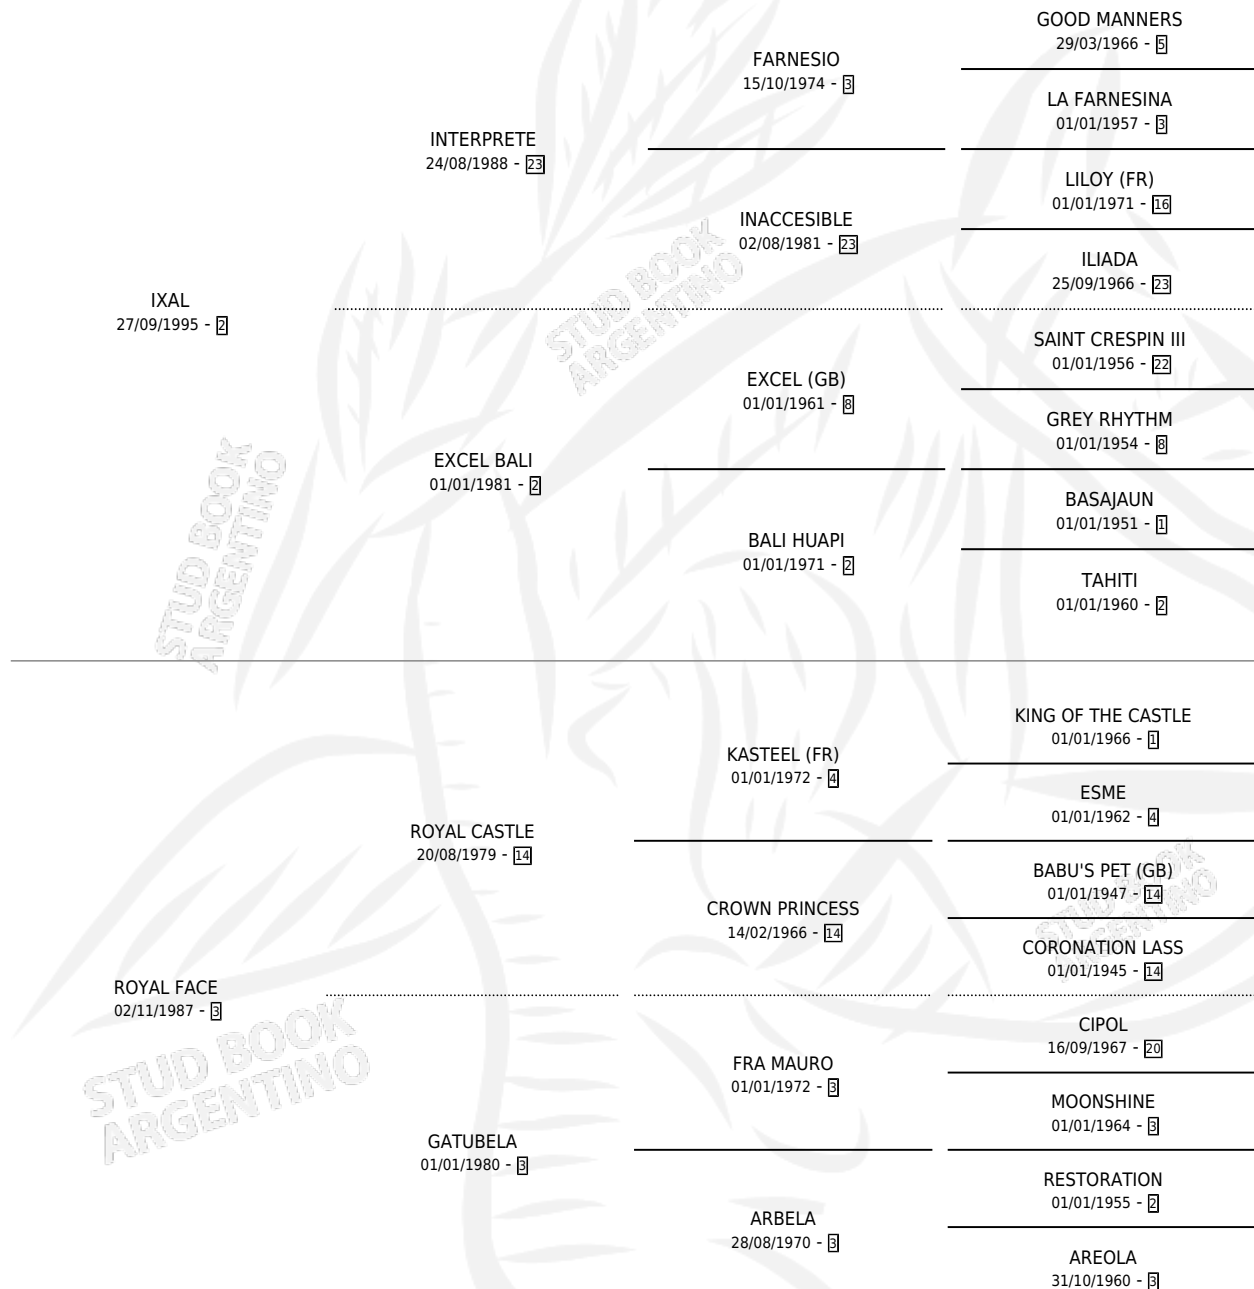 GOOD MANNERS
29/03/1966 - 5
FARNESIO
15/10/1974 - 3
LA FARNESINA
01/01/1957 - 3
INTERPRETE
24/08/1988 - 23
LILOY (FR)
01/01/1971 - 16
INACCESIBLE
02/08/1981 - 23
ILIADA
25/09/1966 - 23
IXAL
27/09/1995 - 2
SAINT CRESPIN III
01/01/1956 - 22
EXCEL (GB)
01/01/1961 - 8
GREY RHYTHM
01/01/1954 - 8
EXCEL BALI
01/01/1981 - 2
BASAJAUN
01/01/1951 - 1
BALI HUAPI
01/01/1971 - 2
TAHITI
01/01/1960 - 2
KING OF THE CASTLE
01/01/1966 - 1
KASTEEL (FR)
01/01/1972 - 4
ESME
01/01/1962 - 4
ROYAL CASTLE
20/08/1979 - 14
BABU'S PET (GB)
01/01/1947 - 14
CROWN PRINCESS
14/02/1966 - 14
CORONATION LASS
01/01/1945 - 14
ROYAL FACE
02/11/1987 - 3
CIPOL
16/09/1967 - 20
FRA MAURO
01/01/1972 - 3
MOONSHINE
01/01/1964 - 3
GATUBELA
01/01/1980 - 3
RESTORATION
01/01/1955 - 2
ARBELA
28/08/1970 - 3
AREOLA
31/10/1960 - 3
STUD BOOK
ARGENTINO
STUD BOOK
ARGENTINO
STUD BOOK
ARGENTINO
STUD BOOK
ARGENTINO